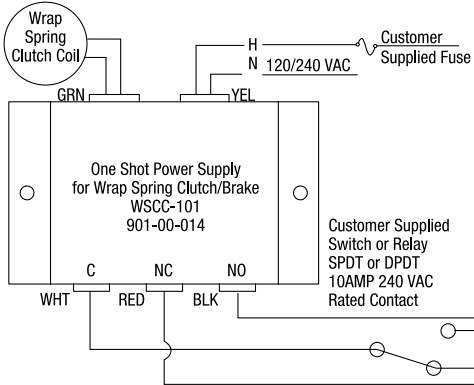 Wrap
Spring
Clutch Coil
H
Customer
Supplied Fuse
N 120/240 VAC
GRN
YEL
One Shot Power Supply
for Wrap Spring Clutch/Brake
WSCC-101
901-00-014
Customer Supplied
Switch or Relay
SPDT or DPDT
10AMP 240 VAC
Rated Contact
C
NC
NO
WHT
RED
BLK